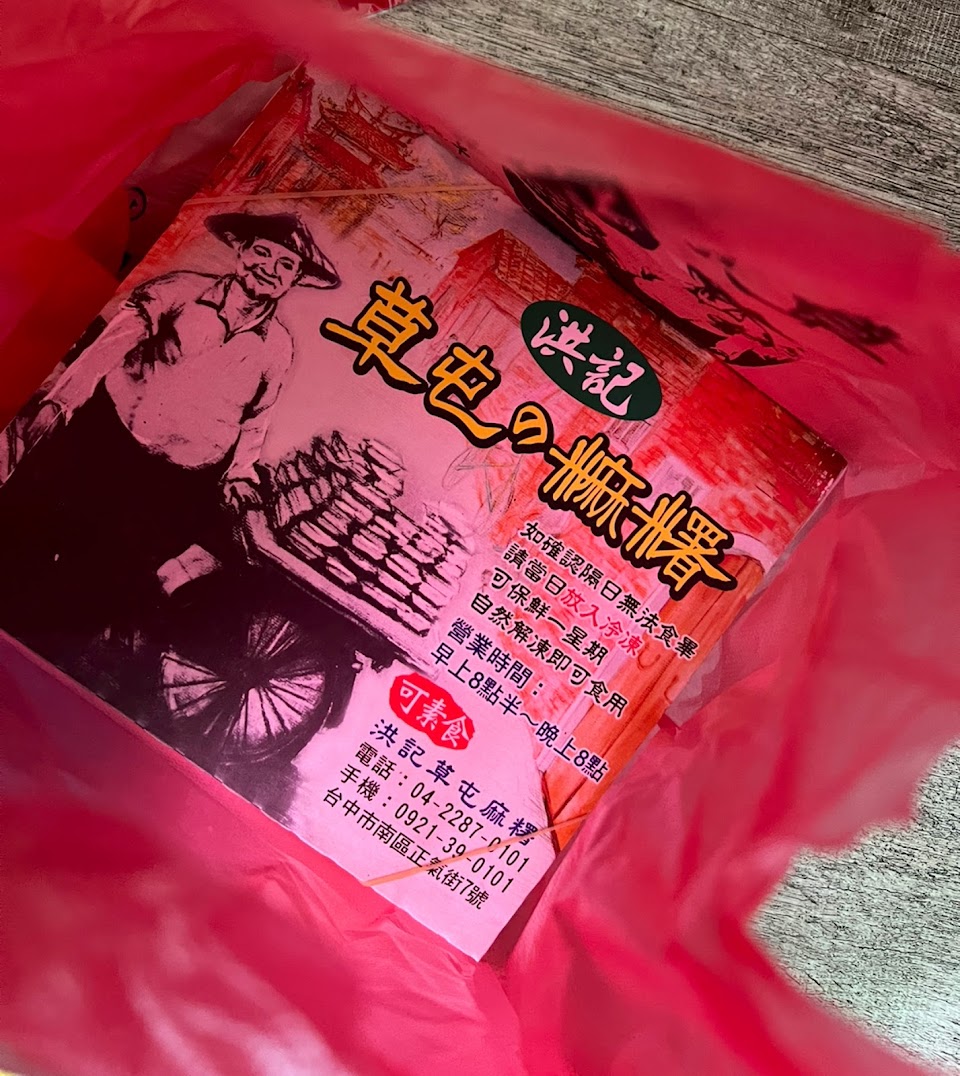 洪記
草屯の麻糬
如確認隔日無法食畢
請當日放入冷凍
可保鮮一星期
自然解凍即可食用
營業時間：
早上8點半～晚上8點
可素食
洪記草屯麻糬
電話：04-2287-0101
手機：0921-39-0101
台中市南區正氣街7號